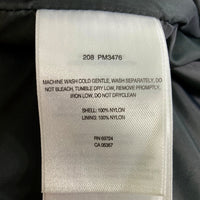 208 PM3476
MACHINE WASH COLD GENTLE, WASH SEPARATELY, DO
NOT BLEACH, TUMBLE DRY LOW, REMOVE PROMPTLY,
IRON LOW, DO NOT DRYCLEAN
SHELL: 100% NYLON
LINING: 100% NYLON
RN 69724
CA 05367